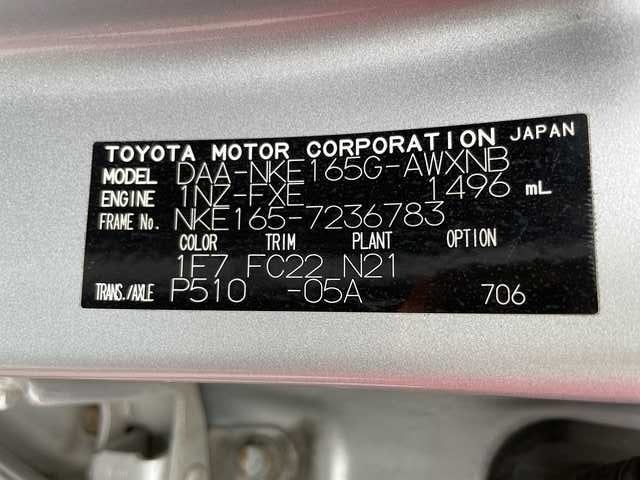 TOYOTA MOTOR CORPORATION JAPAN
MODEL DAA-NKE165G-AWXNB
ENGINE 1NZ-FXE 1496 mL
FRAME No. NKE165-7236783
COLOR TRIM PLANT OPTION
1F7 FC22 N21
TRANS./AXLE P510 -05A 706